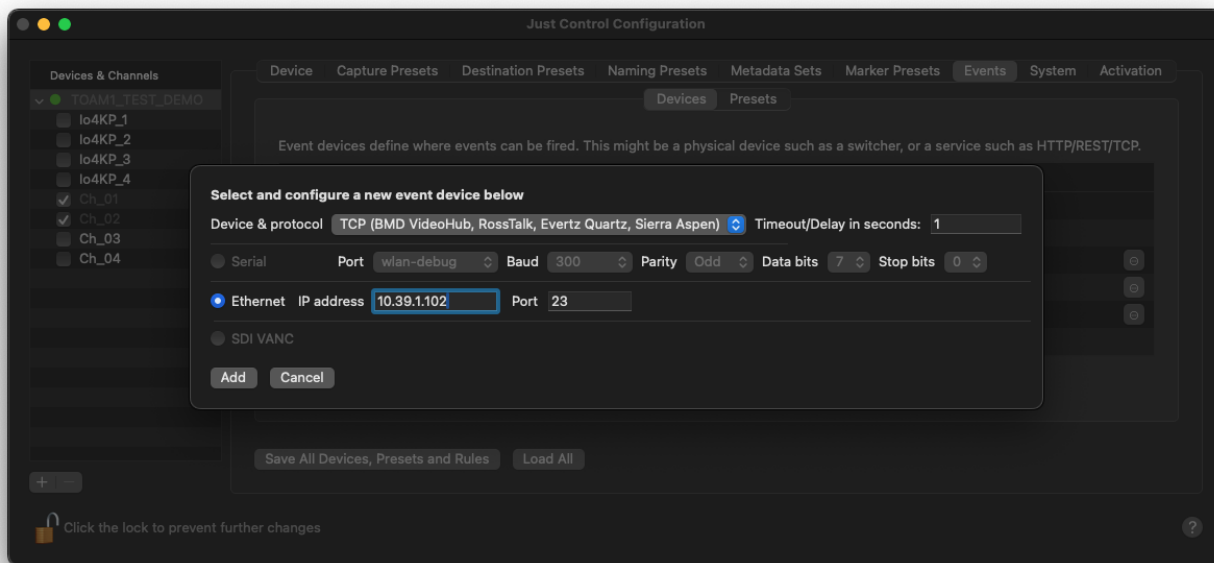 Just Control Configuration
Devices & Channels
TOAM1_TEST_DEMO
Io4KP_1
Io4KP_2
Io4KP_3
Io4KP_4
Ch_01
Ch_02
Ch_03
Ch_04
Device Capture Presets Destination Presets Naming Presets Metadata Sets Marker Presets Events System Activation
Devices Presets
Event devices define where events can be fired. This might be a physical device such as a switcher, or a service such as HTTP/REST/TCP.
Select and configure a new event device below
Device & protocol TCP (BMD VideoHub, RossTalk, Evertz Quartz, Sierra Aspen) Timeout/Delay in seconds: 1
Serial Port wlan-debug Baud 300 Parity Odd Data bits 7 Stop bits 0
Ethernet IP address 10.39.1.102 Port 23
SDI VANC
Add Cancel
Save All Devices, Presets and Rules Load All
+ −
Click the lock to prevent further changes ?